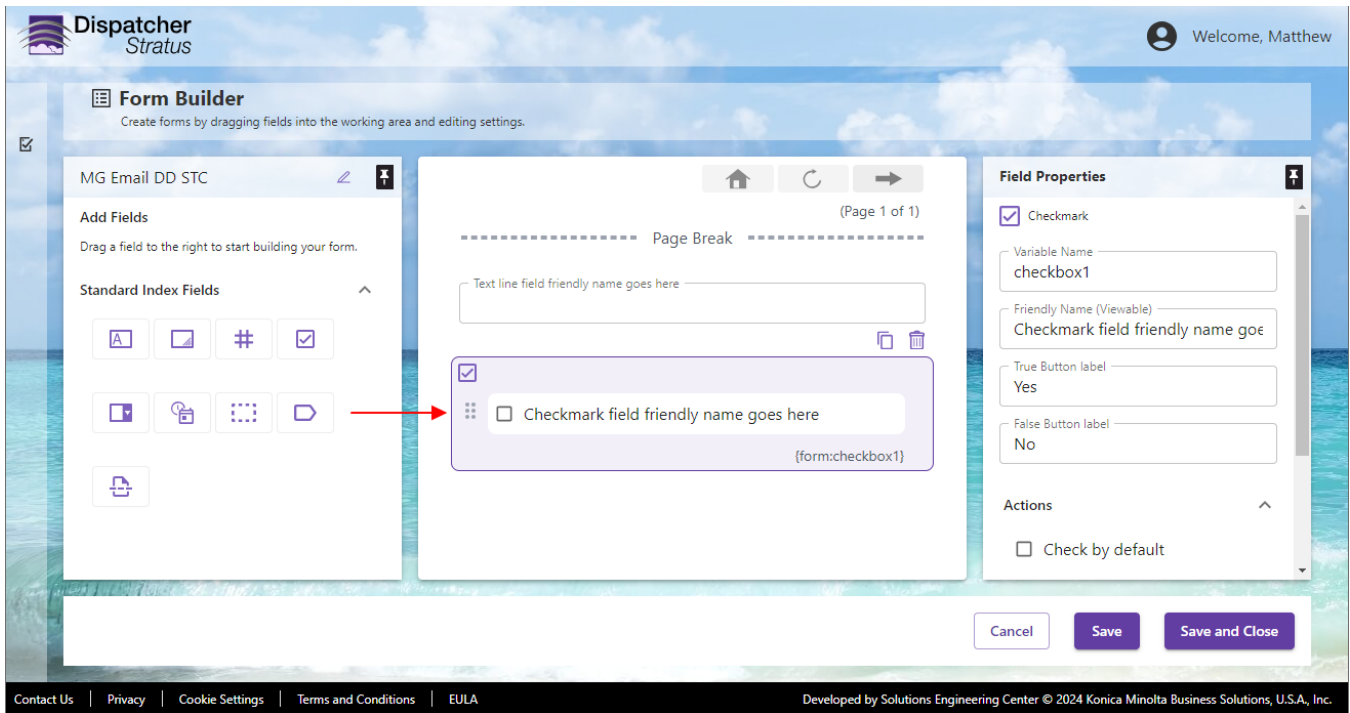 Dispatcher
Stratus
Welcome, Matthew
Form Builder
Create forms by dragging fields into the working area and editing settings.
MG Email DD STC
Add Fields
Drag a field to the right to start building your form.
Standard Index Fields
A
(Page 1 of 1)
Page Break
Text line field friendly name goes here
Checkmark field friendly name goes here
{form:checkbox1}
Field Properties
Checkmark
Variable Name
checkbox1
Friendly Name (Viewable)
Checkmark field friendly name goe
True Button label
Yes
False Button label
No
Actions
Check by default
Cancel
Save
Save and Close
Contact Us | Privacy | Cookie Settings | Terms and Conditions | EULA
Developed by Solutions Engineering Center © 2024 Konica Minolta Business Solutions, U.S.A., Inc.